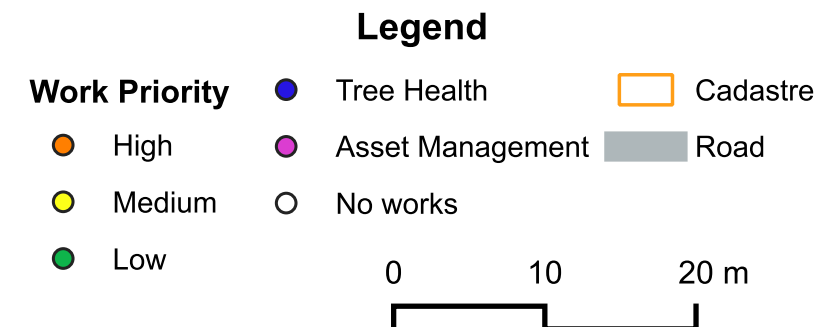 Legend
Work Priority
High
Medium
Low
Tree Health
Asset Management
No works
Cadastre
Road
0 10 20 m